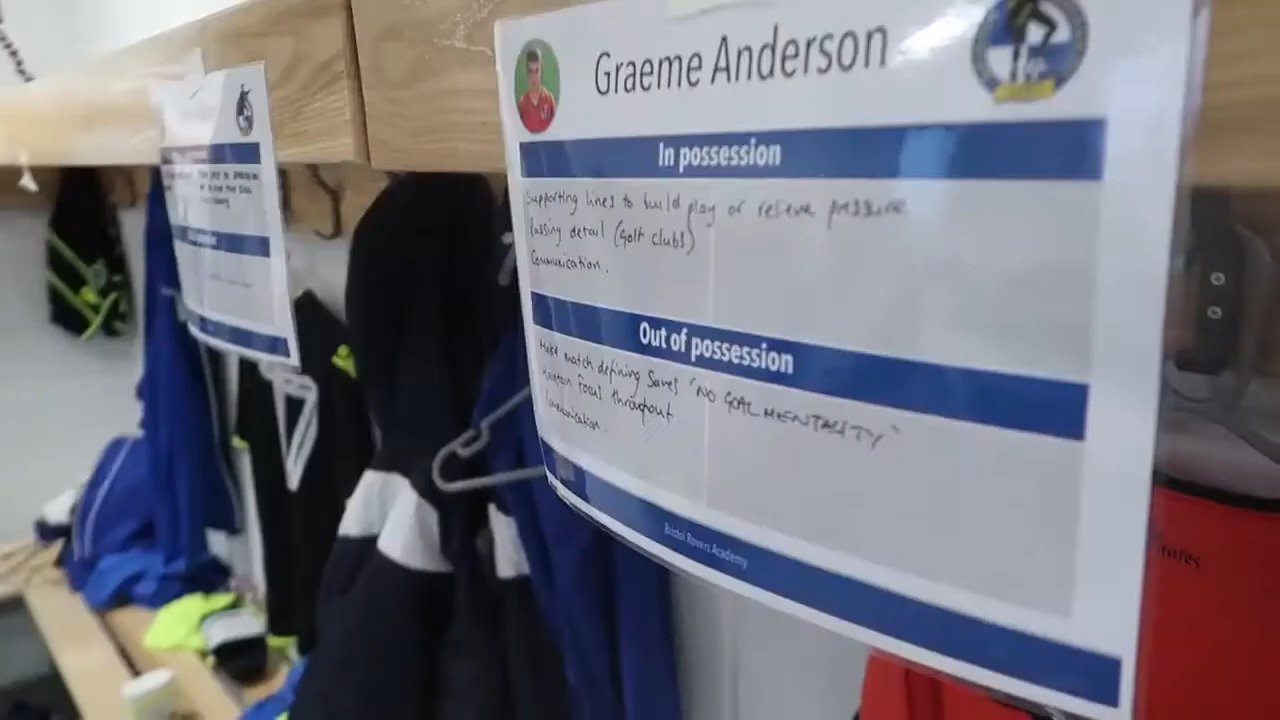 Graeme Anderson
In possession
Supporting lines to build play or relieve pressure
Passing detail (Golf clubs)
Communication.
Out of possession
Make match defining saves "NO GOAL MENTALITY"
Maintain focus throughout
Communication.
Bristol Rovers Academy